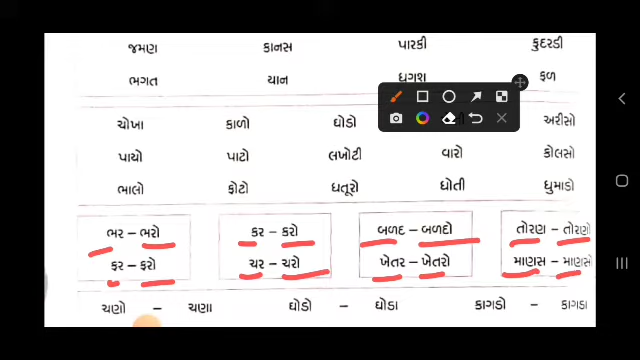 જમણ કાનસ પારકી કુદરડી
ભગત યાન ધગશ ફળ
ચોખા કાળો ઘોડો અરીસો
પાયો પાટો લખોટી વારો કોલસો
ભાલો ફોટો ધતૂરો ધોતી ધુમાડો
ભર – ભરો કર – કરો બળદ – બળદો તોરણ – તોરણો
ફર – ફરો ચર – ચરો ખેતર – ખેતરો માણસ – માણસો
ચણો – ચણા ઘોડો – ઘોડા કાગડો – કાગડા